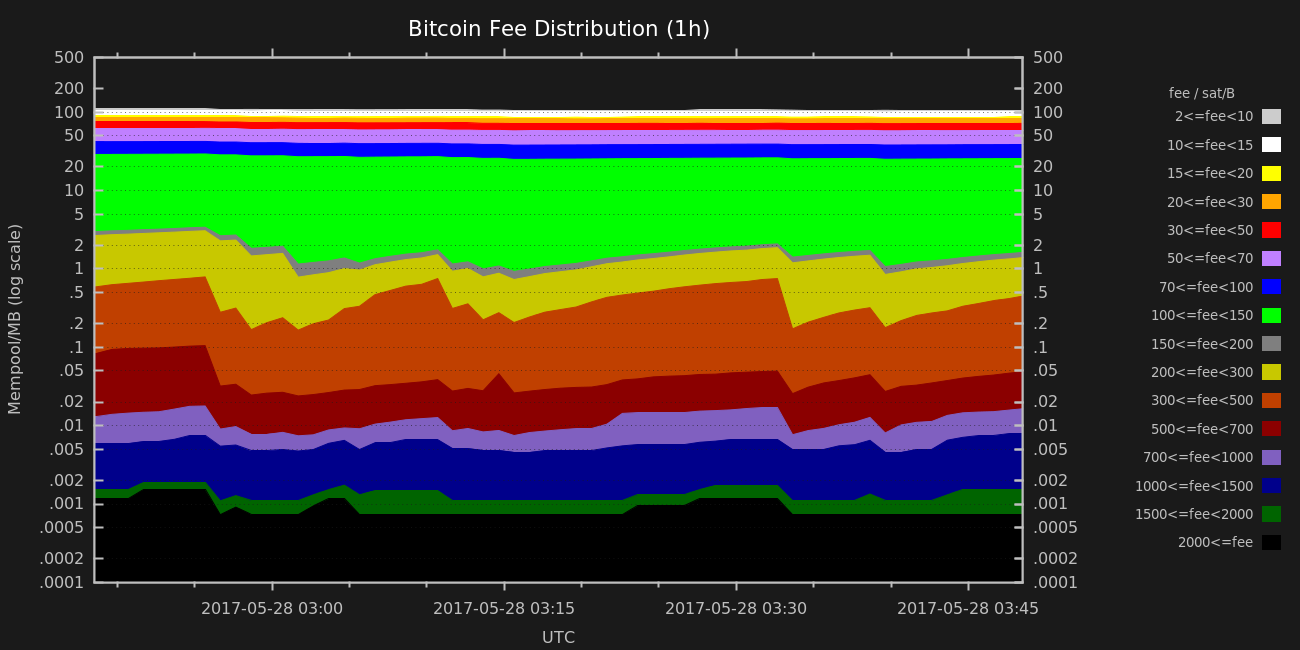 Bitcoin Fee Distribution (1h)
500
200
100
50
20
10
5
2
1
.5
.2
.1
.05
.02
.01
.005
.002
.001
.0005
.0002
.0001
Mempool/MB (log scale)
500
200
100
50
20
10
5
2
1
.5
.2
.1
.05
.02
.01
.005
.002
.001
.0005
.0002
.0001
2017-05-28 03:00
2017-05-28 03:15
2017-05-28 03:30
2017-05-28 03:45
UTC
fee / sat/B
2<=fee<10
10<=fee<15
15<=fee<20
20<=fee<30
30<=fee<50
50<=fee<70
70<=fee<100
100<=fee<150
150<=fee<200
200<=fee<300
300<=fee<500
500<=fee<700
700<=fee<1000
1000<=fee<1500
1500<=fee<2000
2000<=fee